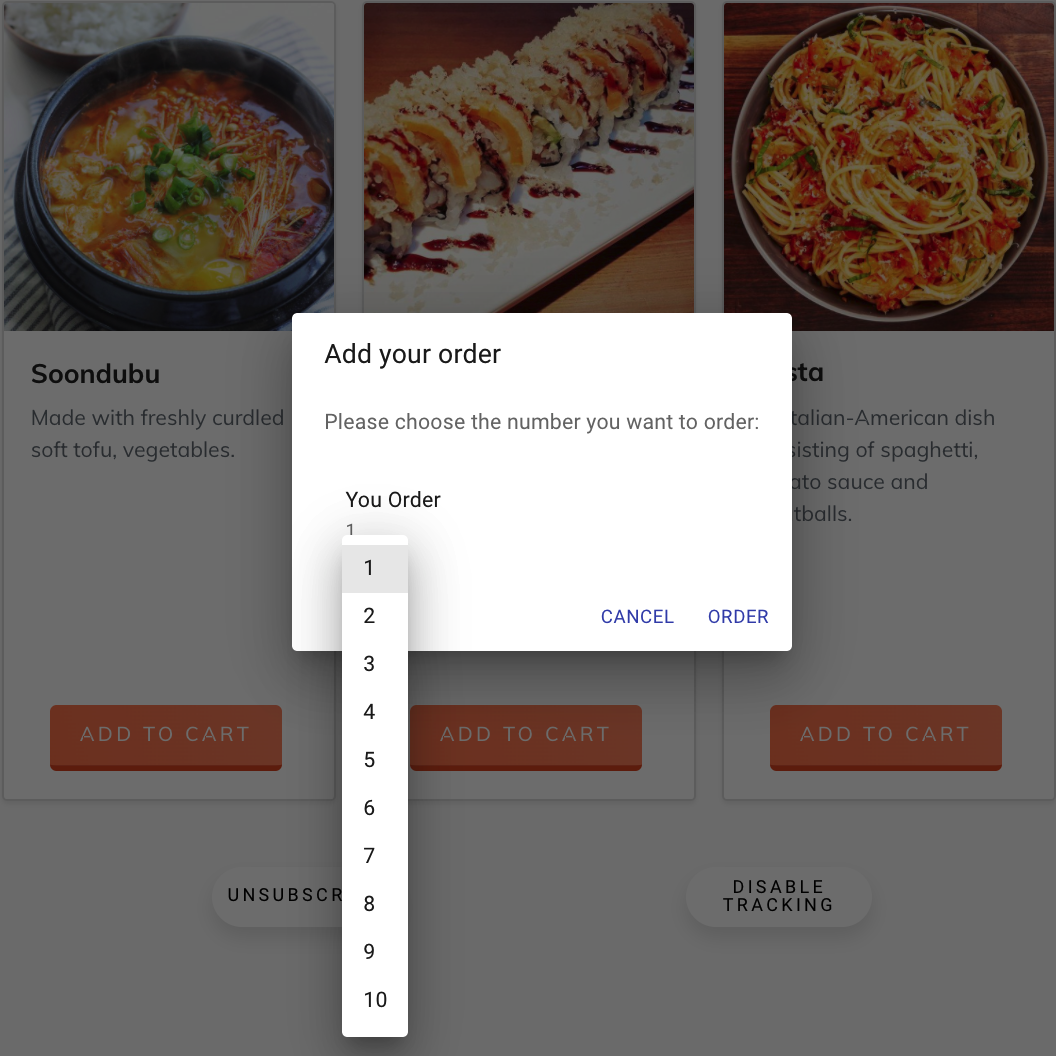 Soondubu
Made with freshly curdled
soft tofu, vegetables.
Add your order
Please choose the number you want to order:
You Order
1
1
2
3
4
5
6
7
8
9
10
CANCEL
ORDER
sta
talian-American dish
sisting of spaghetti,
ato sauce and
tballs.
ADD TO CART
ADD TO CART
ADD TO CART
UNSUBSCR
DISABLE
TRACKING